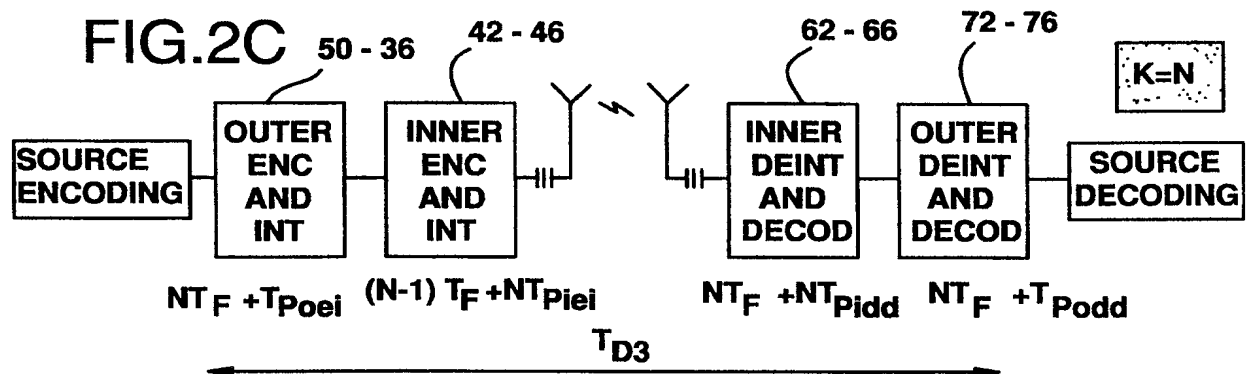 FIG.2C
50 - 36
42 - 46
62 - 66
72 - 76
K=N
SOURCE
ENCODING
OUTER
ENC
AND
INT
INNER
ENC
AND
INT
INNER
DEINT
AND
DECOD
OUTER
DEINT
AND
DECOD
SOURCE
DECODING
NTF +TPoei
(N-1) TF +NTPiei
NTF +NTPidd
NTF +TPodd
TD3